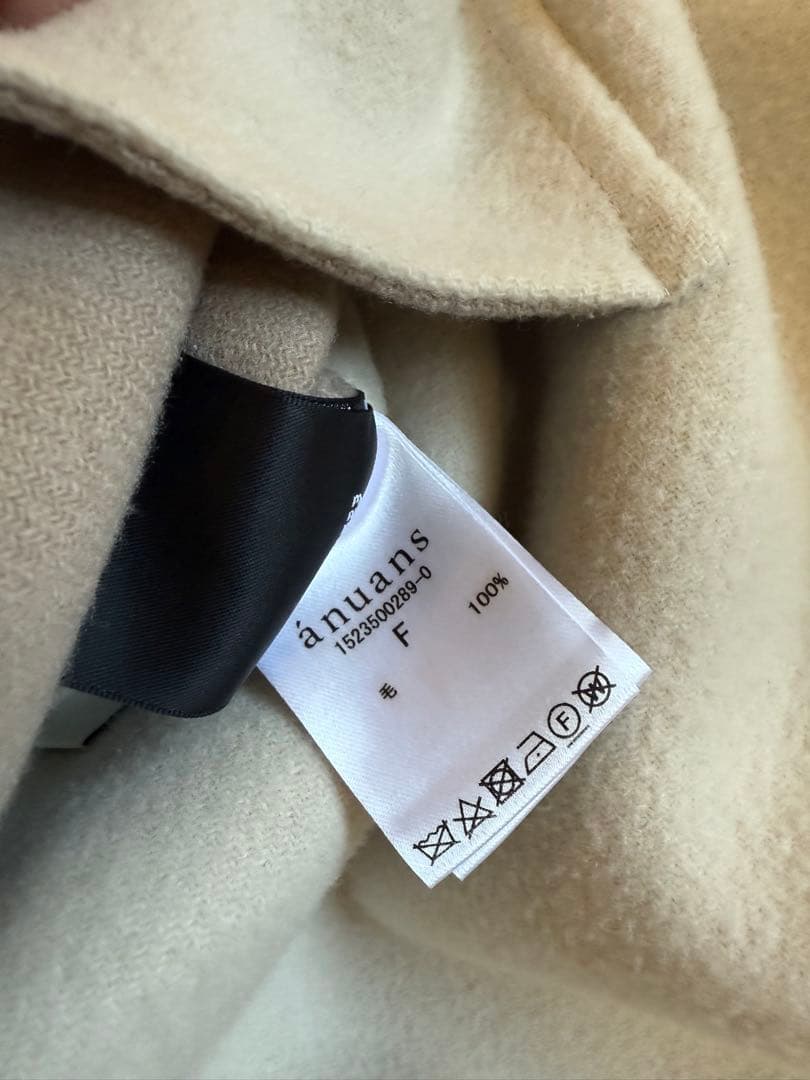 ánuans
1523500289-0
F
毛 100%
F
W